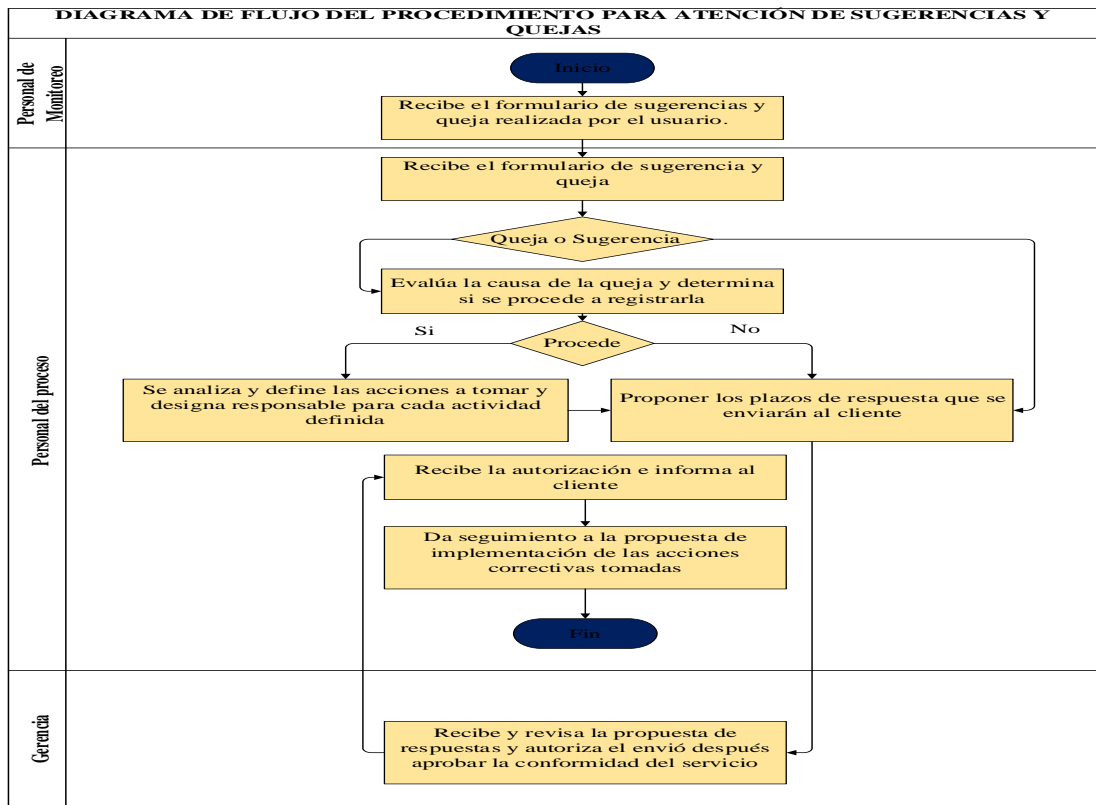 DIAGRAMA DE FLUJO DEL PROCEDIMIENTO PARA ATENCIÓN DE SUGERENCIAS Y
QUEJAS
Personal de
Monitoreo
Inicio
Recibe el formulario de sugerencias y
queja realizada por el usuario.
Personal del proceso
Recibe el formulario de sugerencia y
queja
Queja o Sugerencia
Evalúa la causa de la queja y determina
si se procede a registrarla
Si
No
Procede
Se analiza y define las acciones a tomar y
designa responsable para cada actividad
definida
Proponer los plazos de respuesta que se
enviarán al cliente
Recibe la autorización e informa al
cliente
Da seguimiento a la propuesta de
implementación de las acciones
correctivas tomadas
Fin
Gerencia
Recibe y revisa la propuesta de
respuestas y autoriza el envió después
aprobar la conformidad del servicio